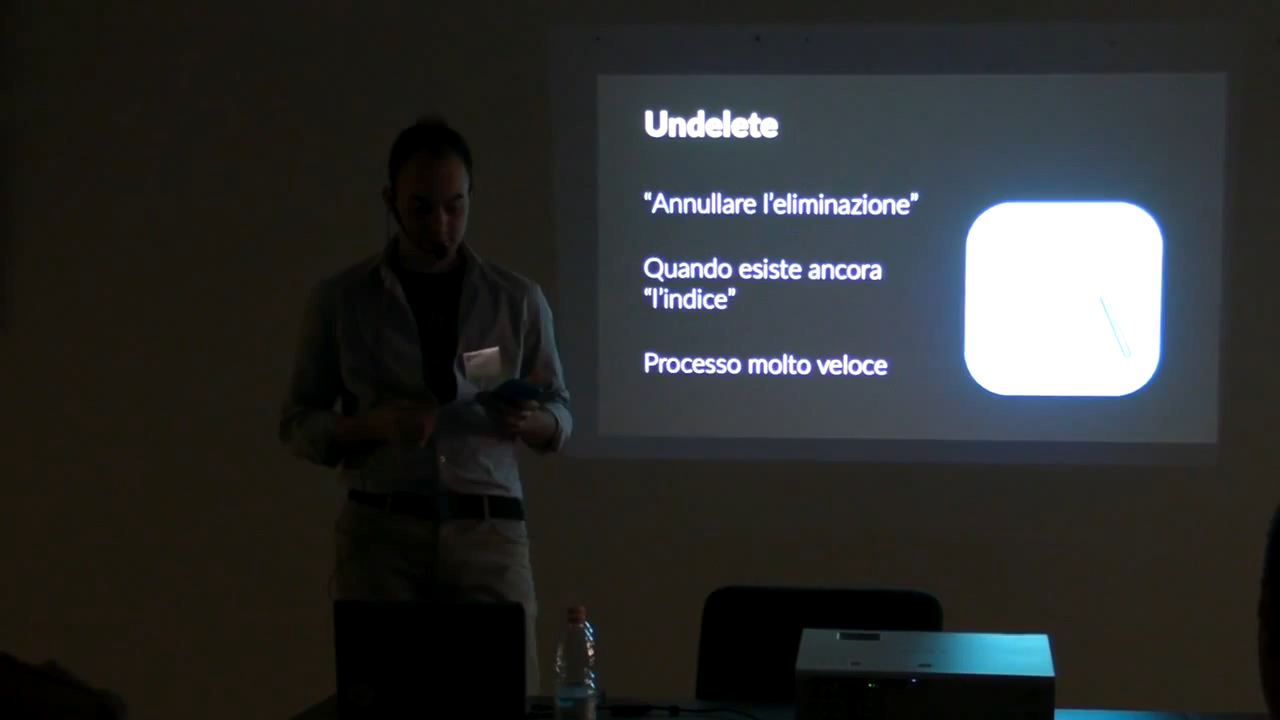 Undelete
“Annullare l’eliminazione”
Quando esiste ancora
“l’indice”
Processo molto veloce